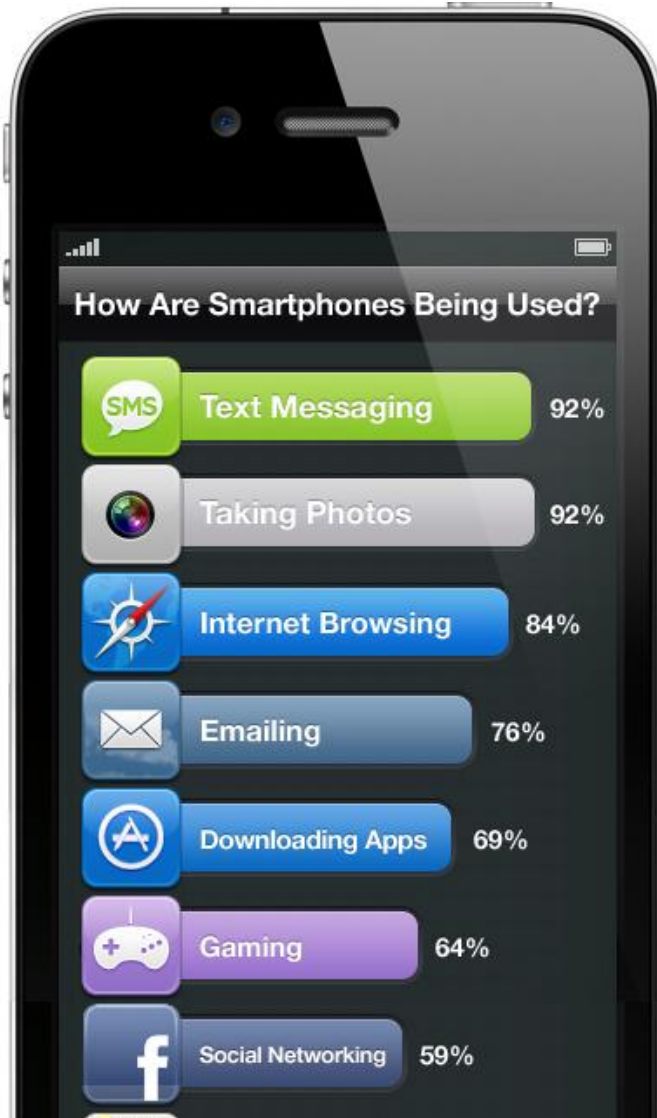 How Are Smartphones Being Used?
SMS Text Messaging 92%
Taking Photos 92%
Internet Browsing 84%
Emailing 76%
Downloading Apps 69%
Gaming 64%
f Social Networking 59%